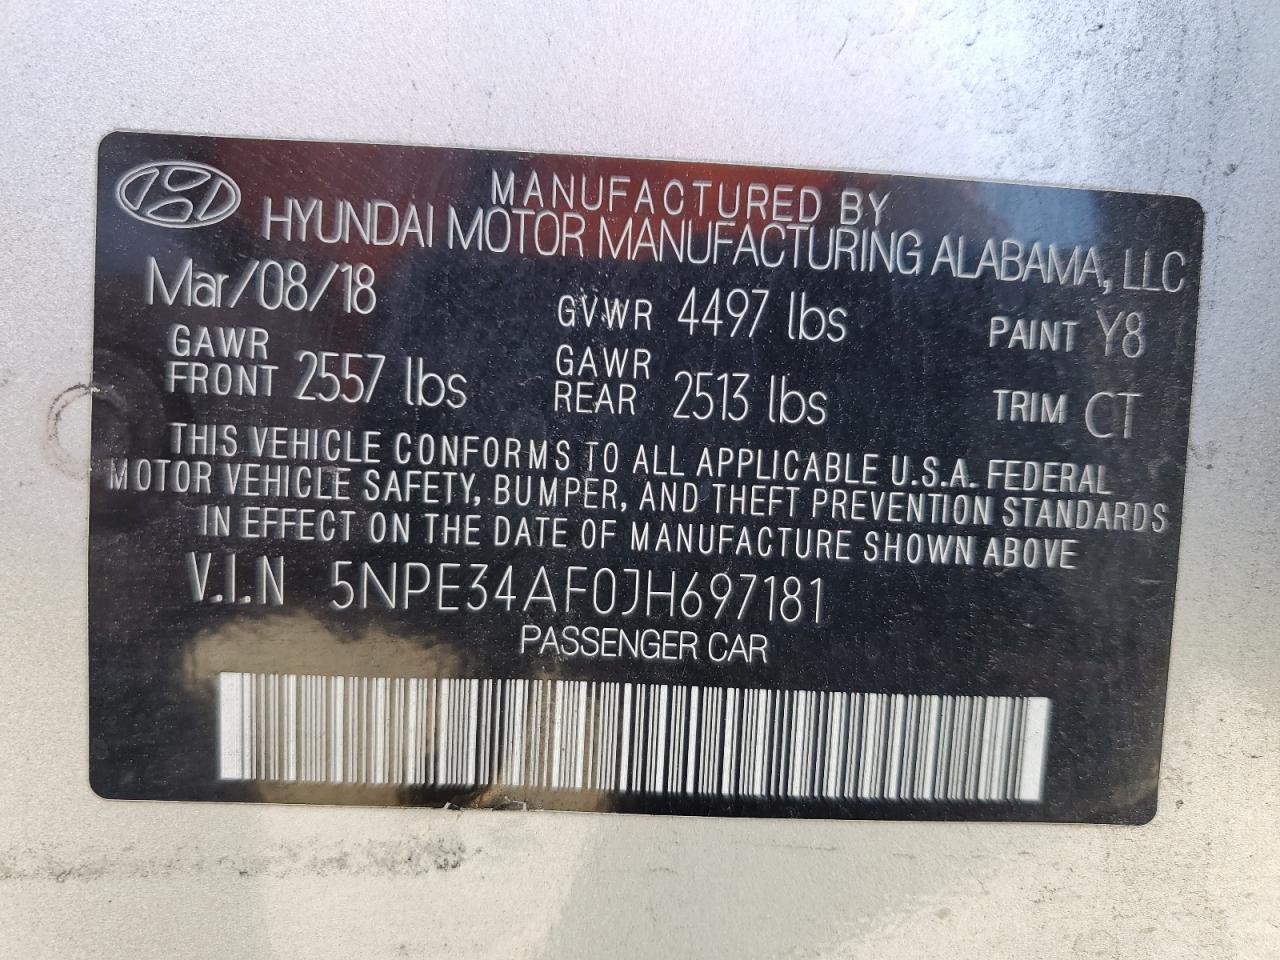 MANUFACTURED BY
HYUNDAI MOTOR MANUFACTURING ALABAMA, LLC
Mar/08/18 GVWR 4497 lbs PAINT Y8
GAWR FRONT 2557 lbs GAWR REAR 2513 lbs TRIM CT
THIS VEHICLE CONFORMS TO ALL APPLICABLE U.S.A. FEDERAL
MOTOR VEHICLE SAFETY, BUMPER, AND THEFT PREVENTION STANDARDS
IN EFFECT ON THE DATE OF MANUFACTURE SHOWN ABOVE
V.I.N 5NPE34AF0JH697181
PASSENGER CAR